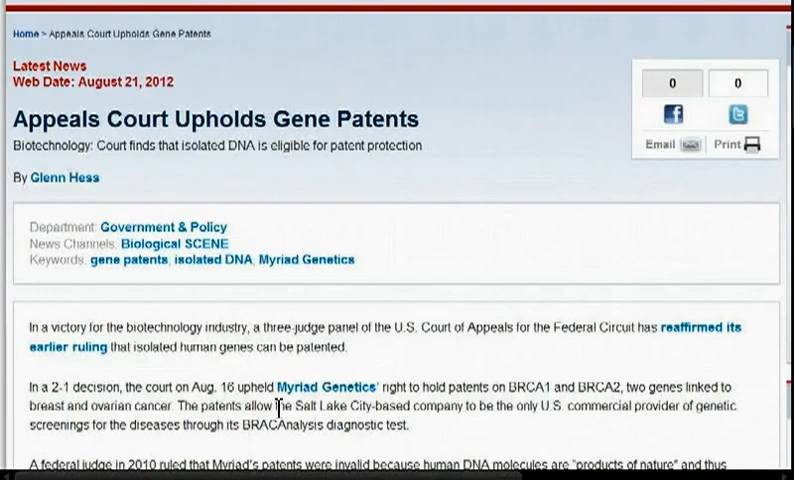 Home > Appeals Court Upholds Gene Patents
Latest News
Web Date: August 21, 2012
0 0
Appeals Court Upholds Gene Patents
Biotechnology: Court finds that isolated DNA is eligible for patent protection
Email Print
By Glenn Hess
Department: Government & Policy
News Channels: Biological SCENE
Keywords: gene patents, isolated DNA, Myriad Genetics
In a victory for the biotechnology industry, a three-judge panel of the U.S. Court of Appeals for the Federal Circuit has reaffirmed its
earlier ruling that isolated human genes can be patented.
In a 2-1 decision, the court on Aug. 16 upheld Myriad Genetics' right to hold patents on BRCA1 and BRCA2, two genes linked to
breast and ovarian cancer. The patents allow the Salt Lake City-based company to be the only U.S. commercial provider of genetic
screenings for the diseases through its BRACAnalysis diagnostic test.
A federal judge in 2010 ruled that Myriad's patents were invalid because human DNA molecules are "products of nature" and thus